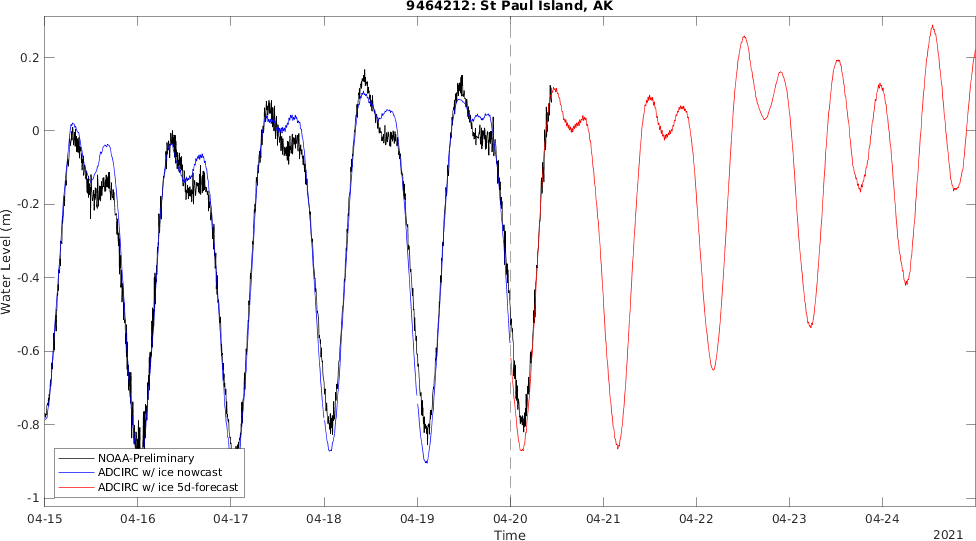 9464212: St Paul Island, AK
Water Level (m)
0.2
0
-0.2
-0.4
-0.6
-0.8
-1
NOAA-Preliminary
ADCIRC w/ ice nowcast
ADCIRC w/ ice 5d-forecast
04-15 04-16 04-17 04-18 04-19 04-20 04-21 04-22 04-23 04-24
Time
2021